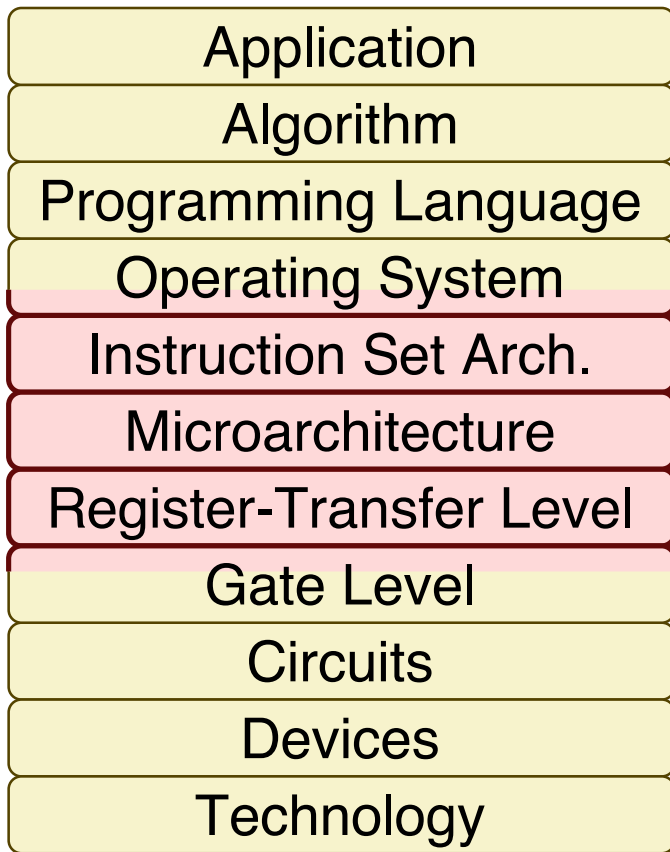 Application
Algorithm
Programming Language
Operating System
Instruction Set Arch.
Microarchitecture
Register-Transfer Level
Gate Level
Circuits
Devices
Technology